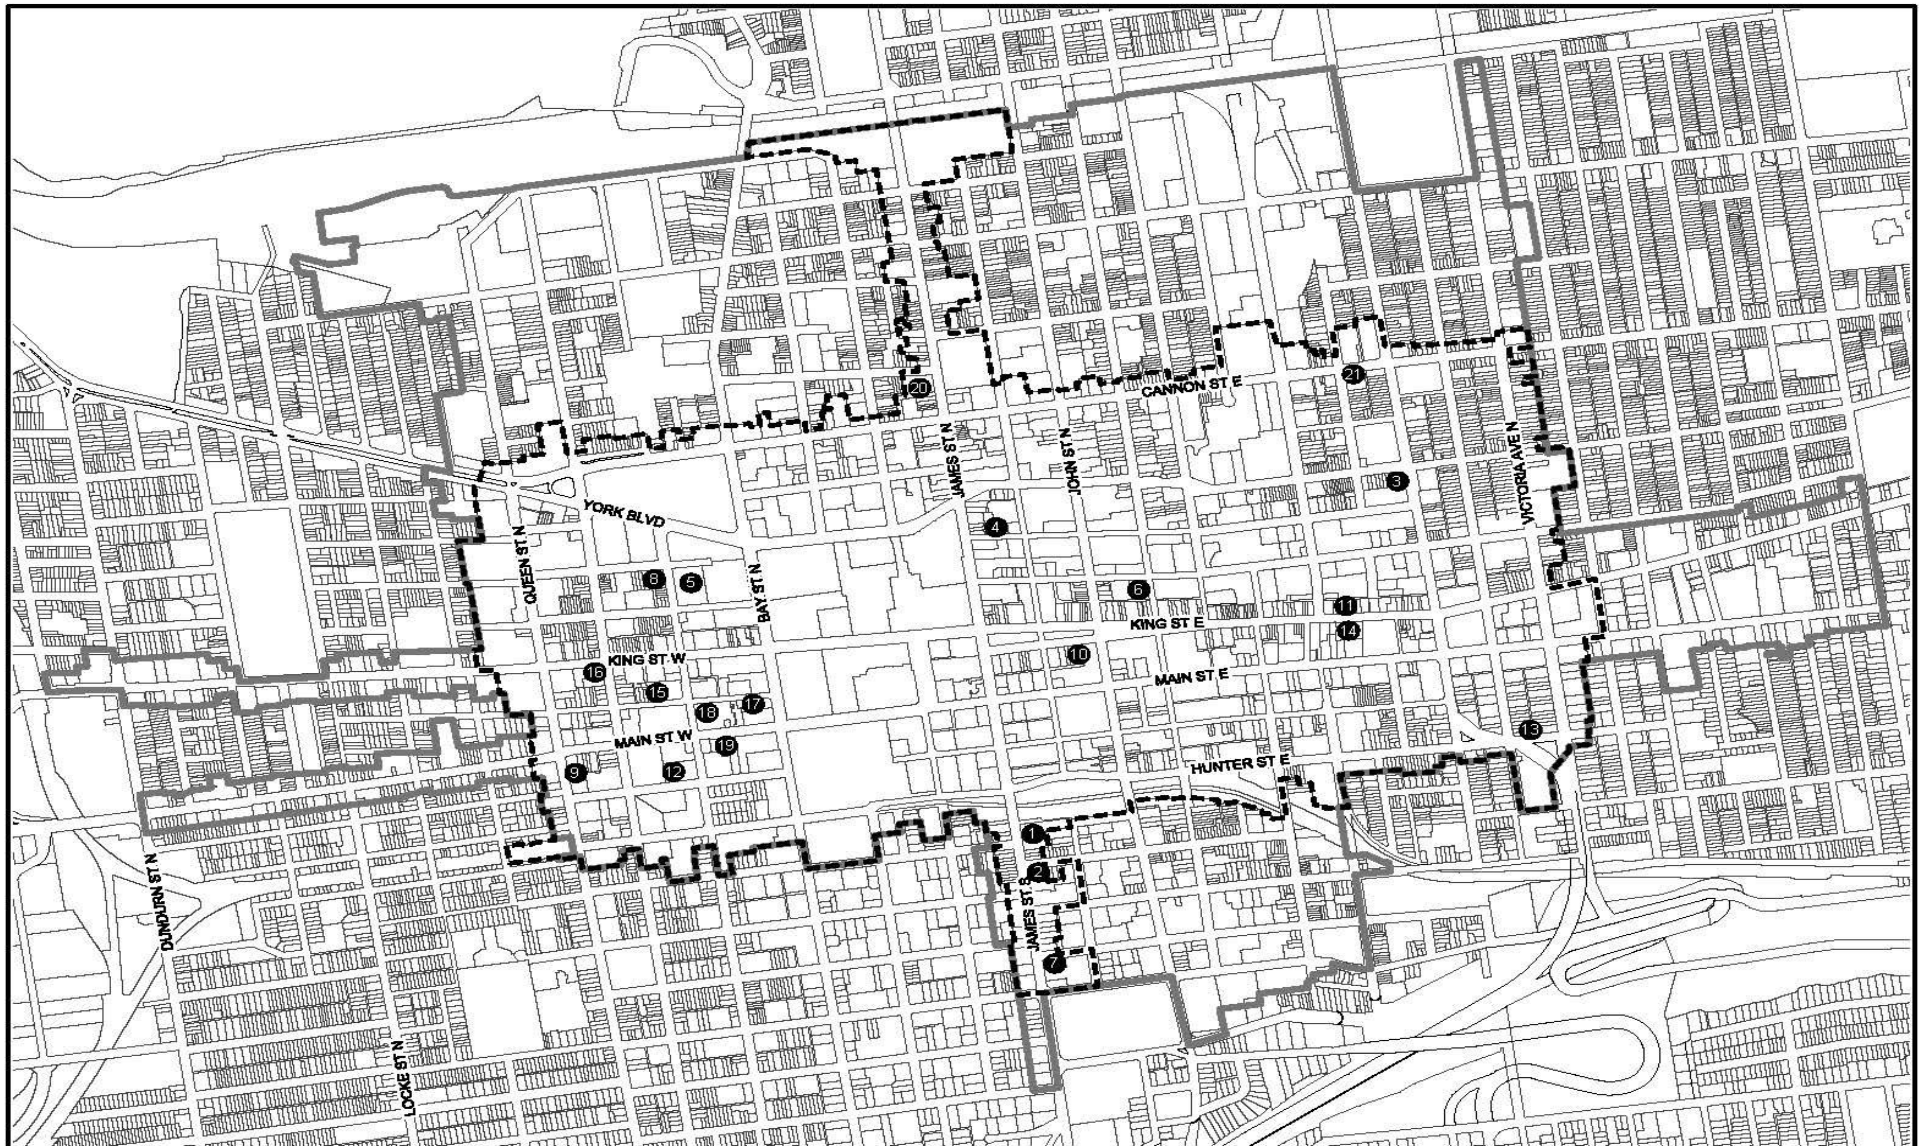 20
CANNON ST E
21
JAMES ST N
JOHN ST N
VICTORIA AVE N
3
YORK BLVD
4
QUEEN ST N
8
5
BAY ST N
6
11
KING ST E
14
KING ST W
10
16
MAIN ST E
15
18
17
MAIN ST W
19
13
9
12
HUNTER ST E
1
2
DUNDURN ST N
JAMES ST S
7
LOCKE ST N